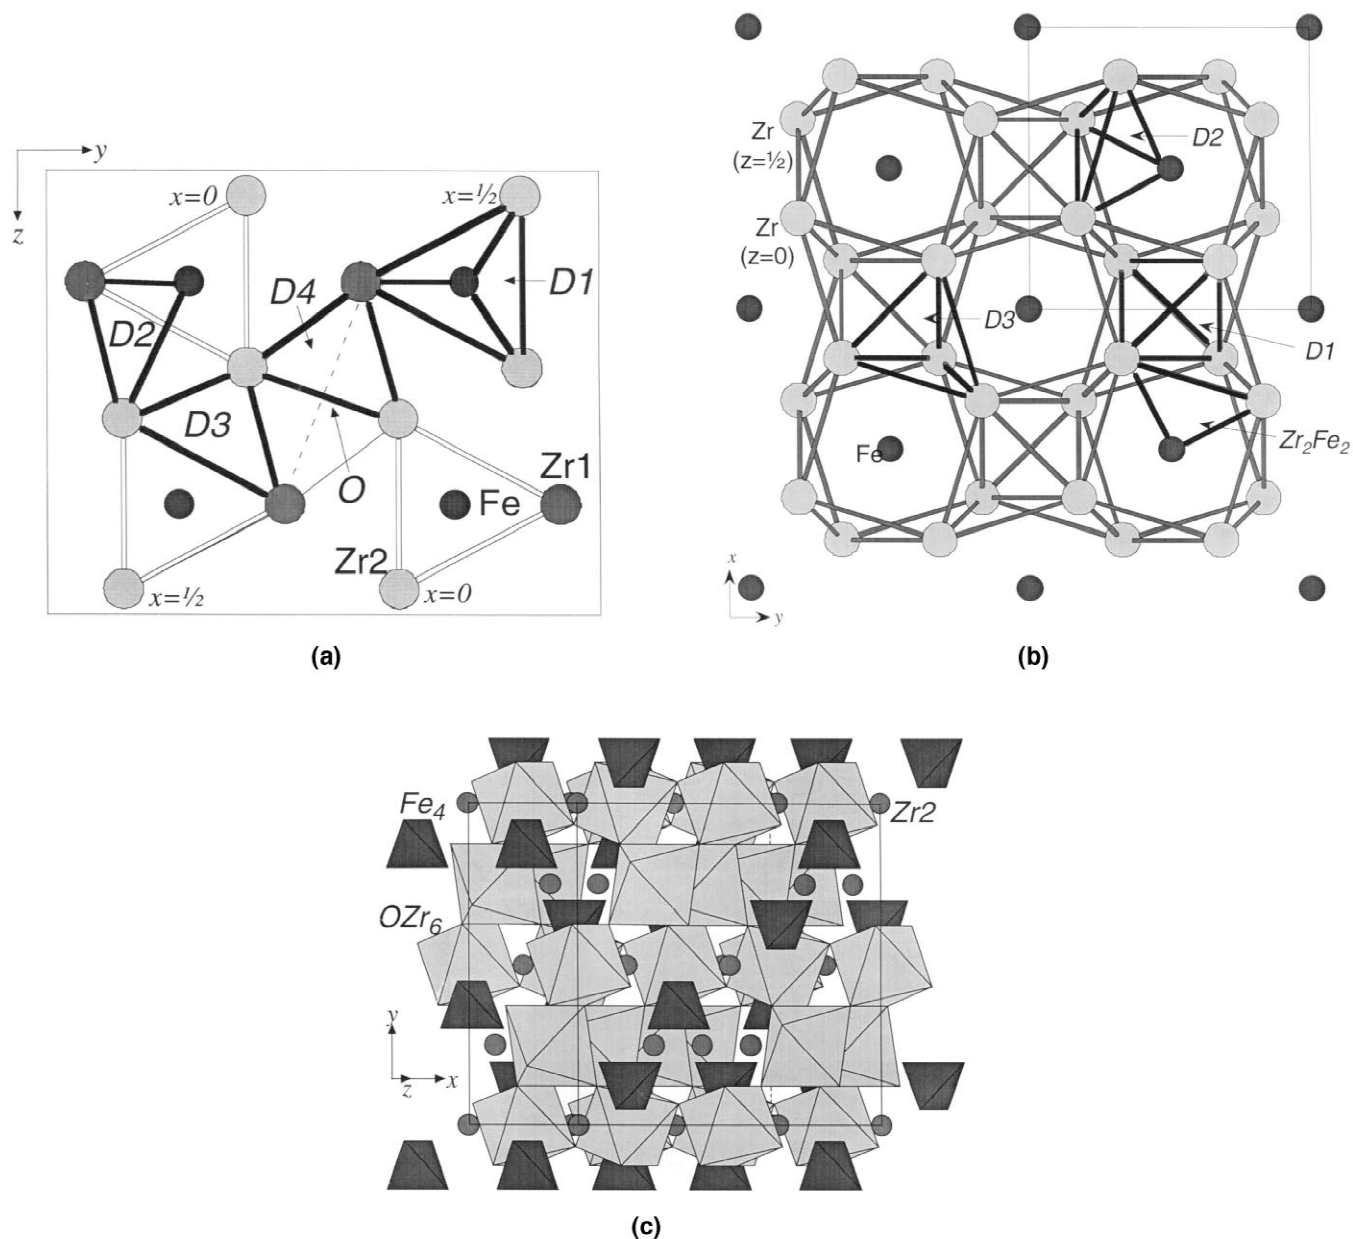 y
z
x=0
x=½
D4
D1
D2
D3
O
Zr1
Fe
Zr2
x=½
x=0
(a)
Zr
(z=½)
D2
Zr
(z=0)
D3
D1
Fe
Zr₂Fe₂
x
y
(b)
Fe₄
Zr2
OZr₆
y
z
x
(c)